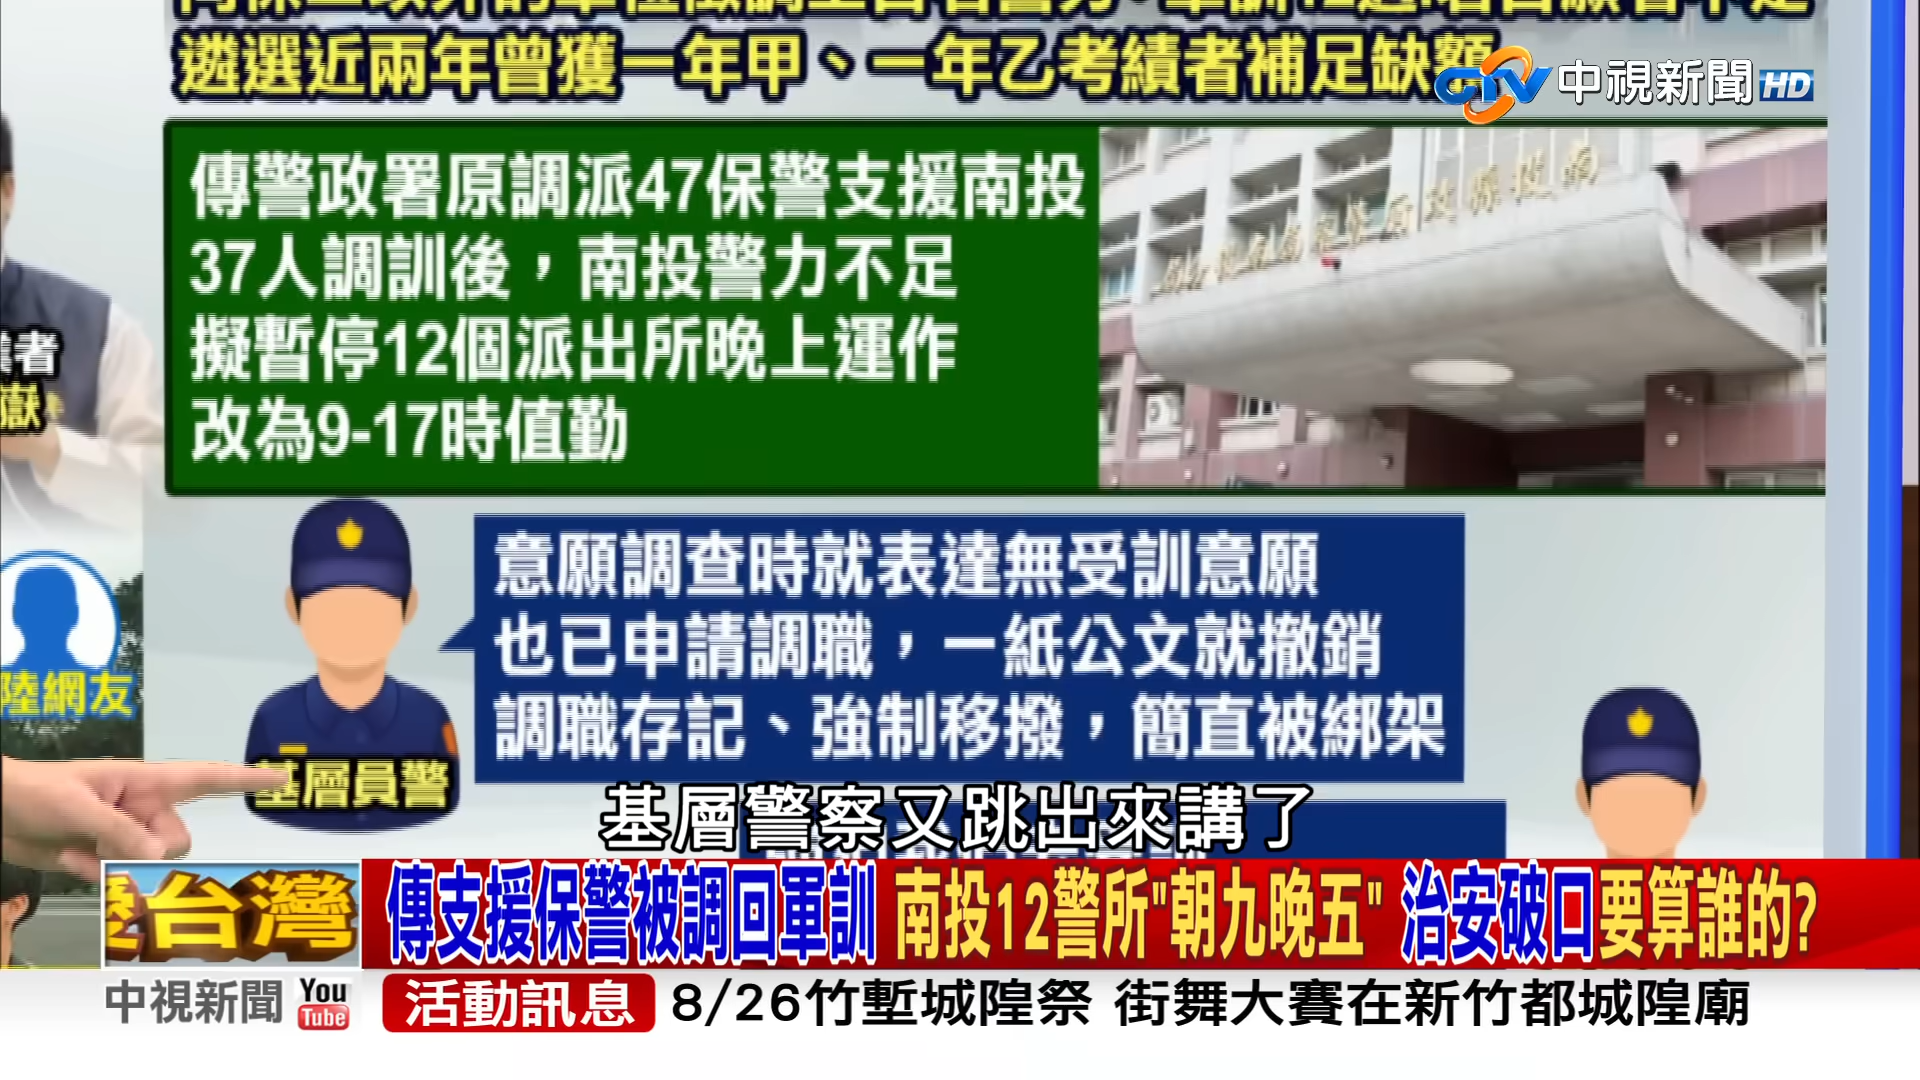 遴選近兩年曾獲一年甲、一年乙考績者補足缺額
CTV 中視新聞 HD
傳警政署原調派47保警支援南投
37人調訓後，南投警力不足
擬暫停12個派出所晚上運作
改為9-17時值勤
意願調查時就表達無受訓意願
也已申請調職，一紙公文就撤銷
調職存記、強制移撥，簡直被綁架
陸網友
基層員警
基層警察又跳出來講了
台灣
傳支援保警被調回軍訓 南投12警所"朝九晚五" 治安破口要算誰的?
中視新聞 You Tube
活動訊息 8/26竹塹城隍祭 街舞大賽在新竹都城隍廟